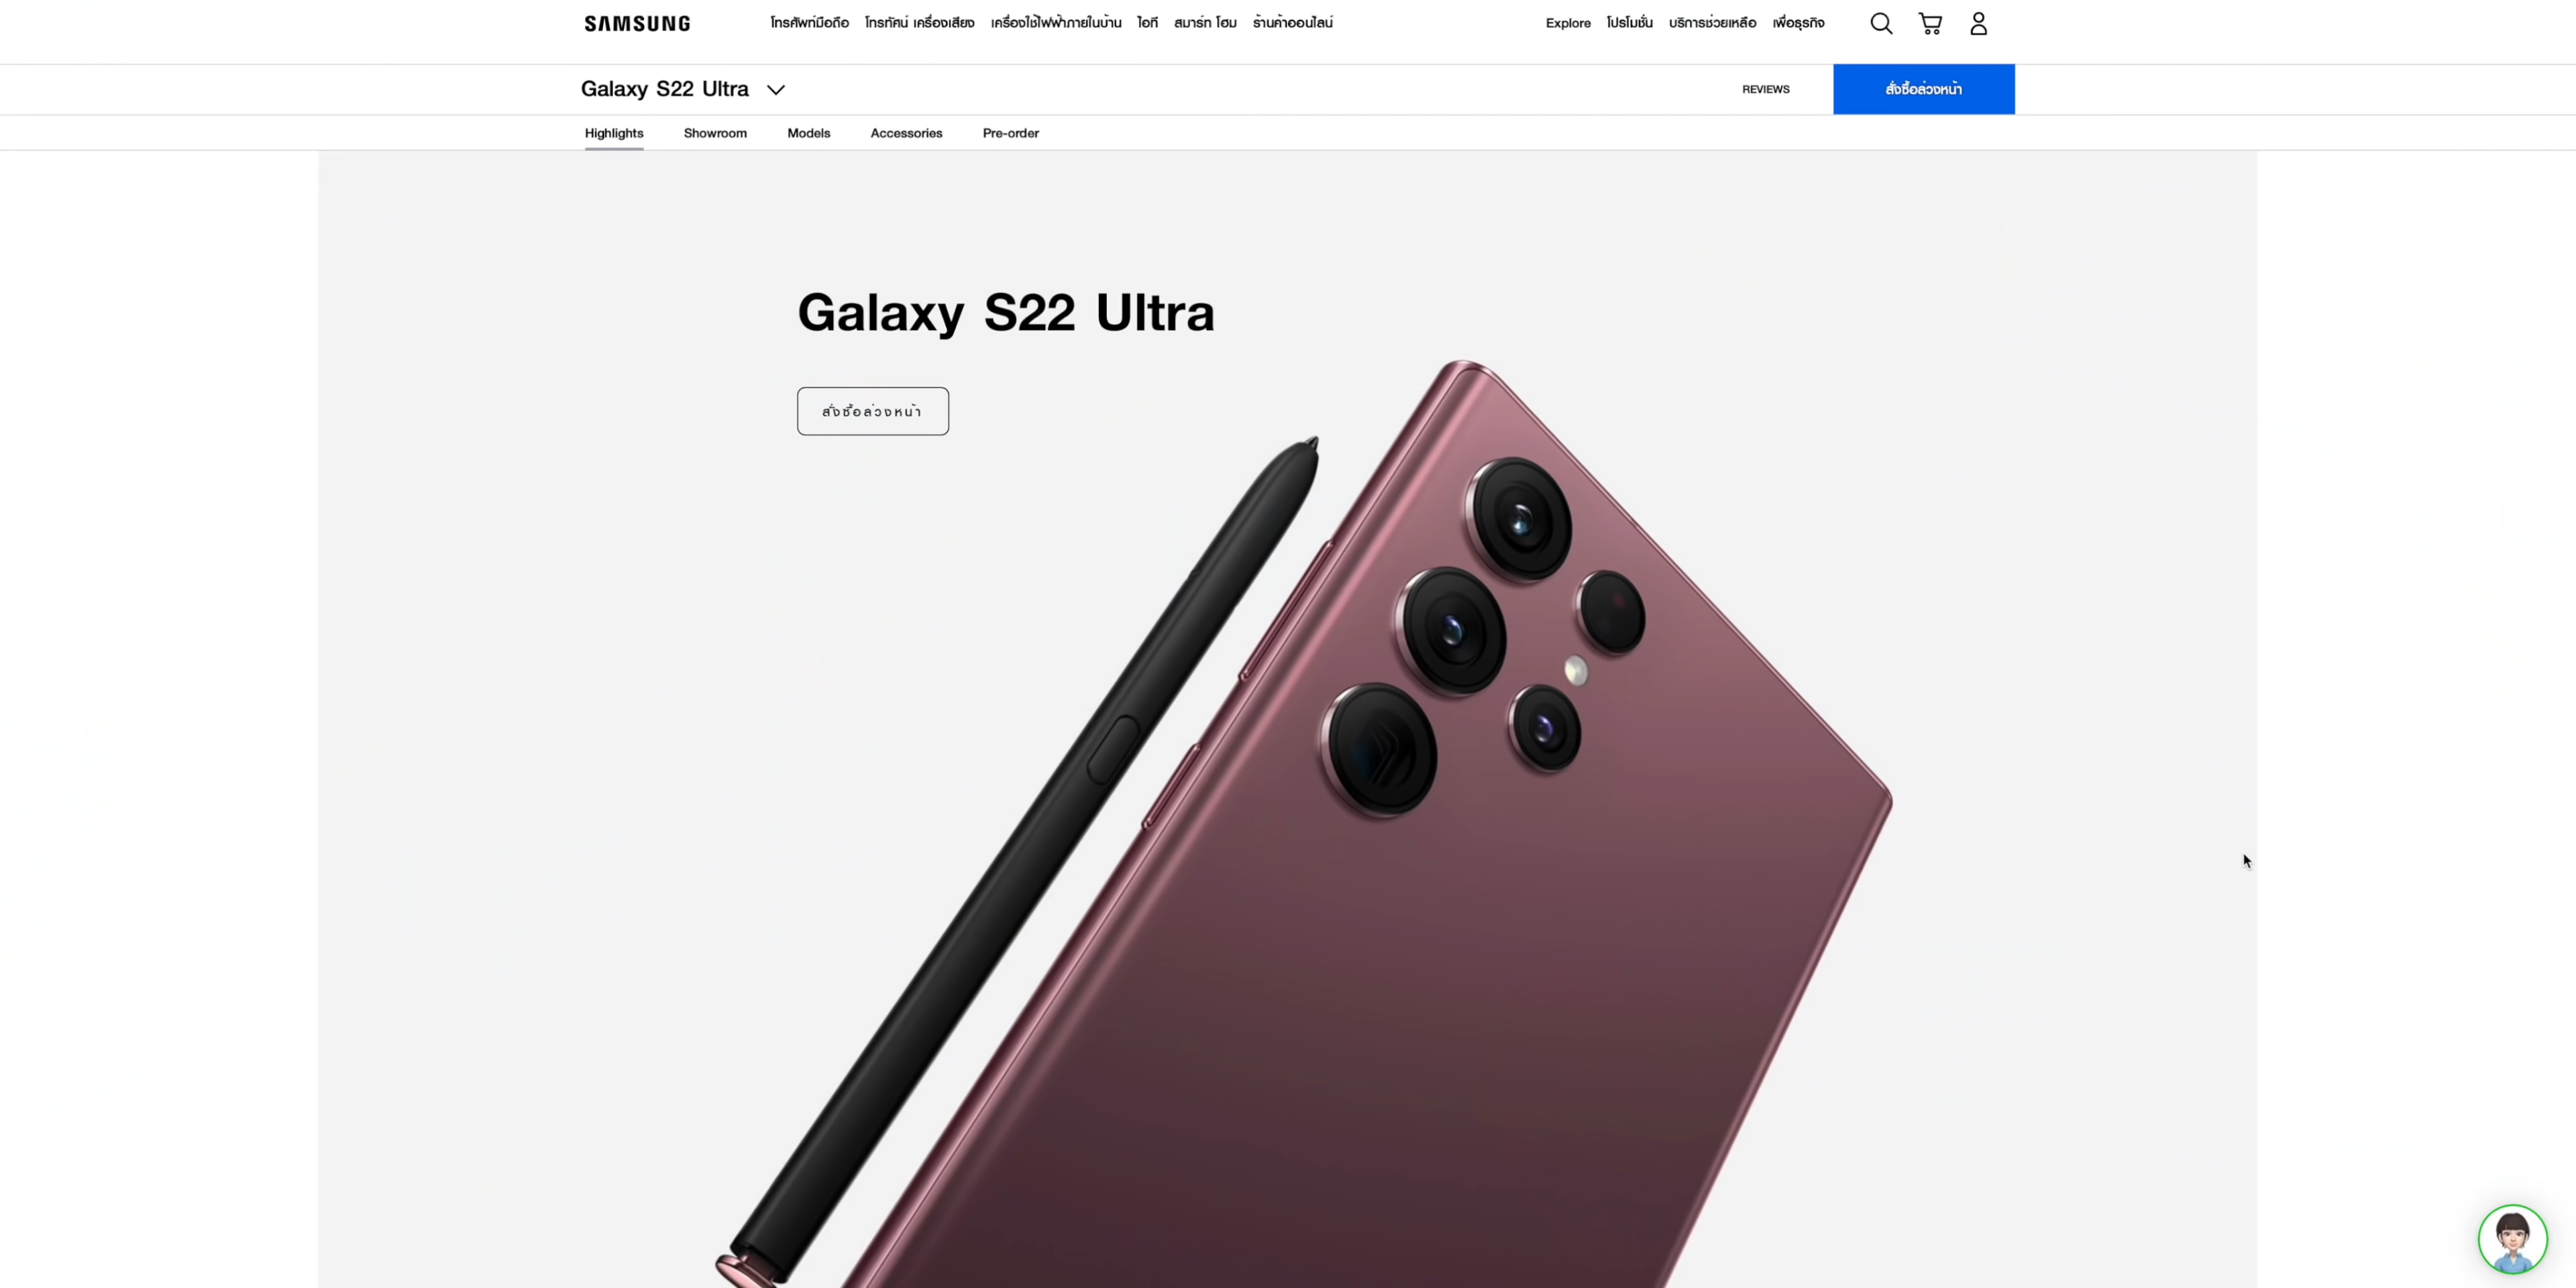 SAMSUNG โทรศัพท์มือถือ โทรทัศน์ เครื่องเสียง เครื่องใช้ไฟฟ้าภายในบ้าน ไอที สมาร์ท โฮม ร้านค้าออนไลน์ Explore โปรโมชั่น บริการช่วยเหลือ เพื่อธุรกิจ
Galaxy S22 Ultra REVIEWS สั่งซื้อล่วงหน้า
Highlights Showroom Models Accessories Pre-order
Galaxy S22 Ultra
สั่งซื้อล่วงหน้า